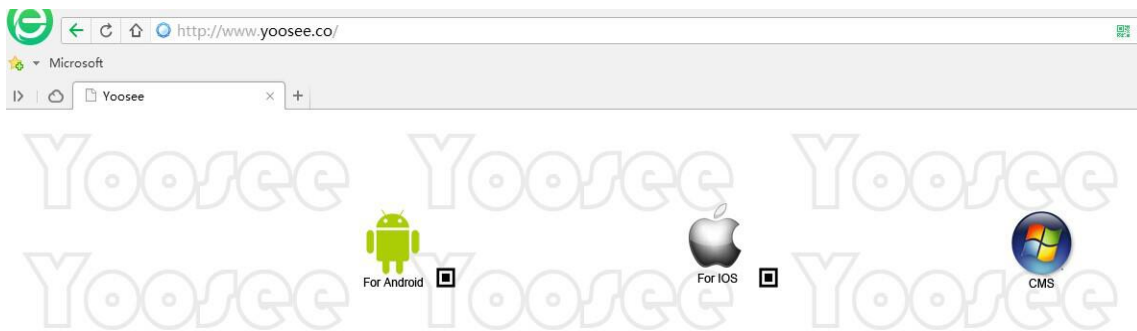 http://www.yoosee.co/
Microsoft
Yoosee
Yoosee Yoosee Yoosee
For Android
For IOS
CMS
Yoosee Yoosee Yoosee